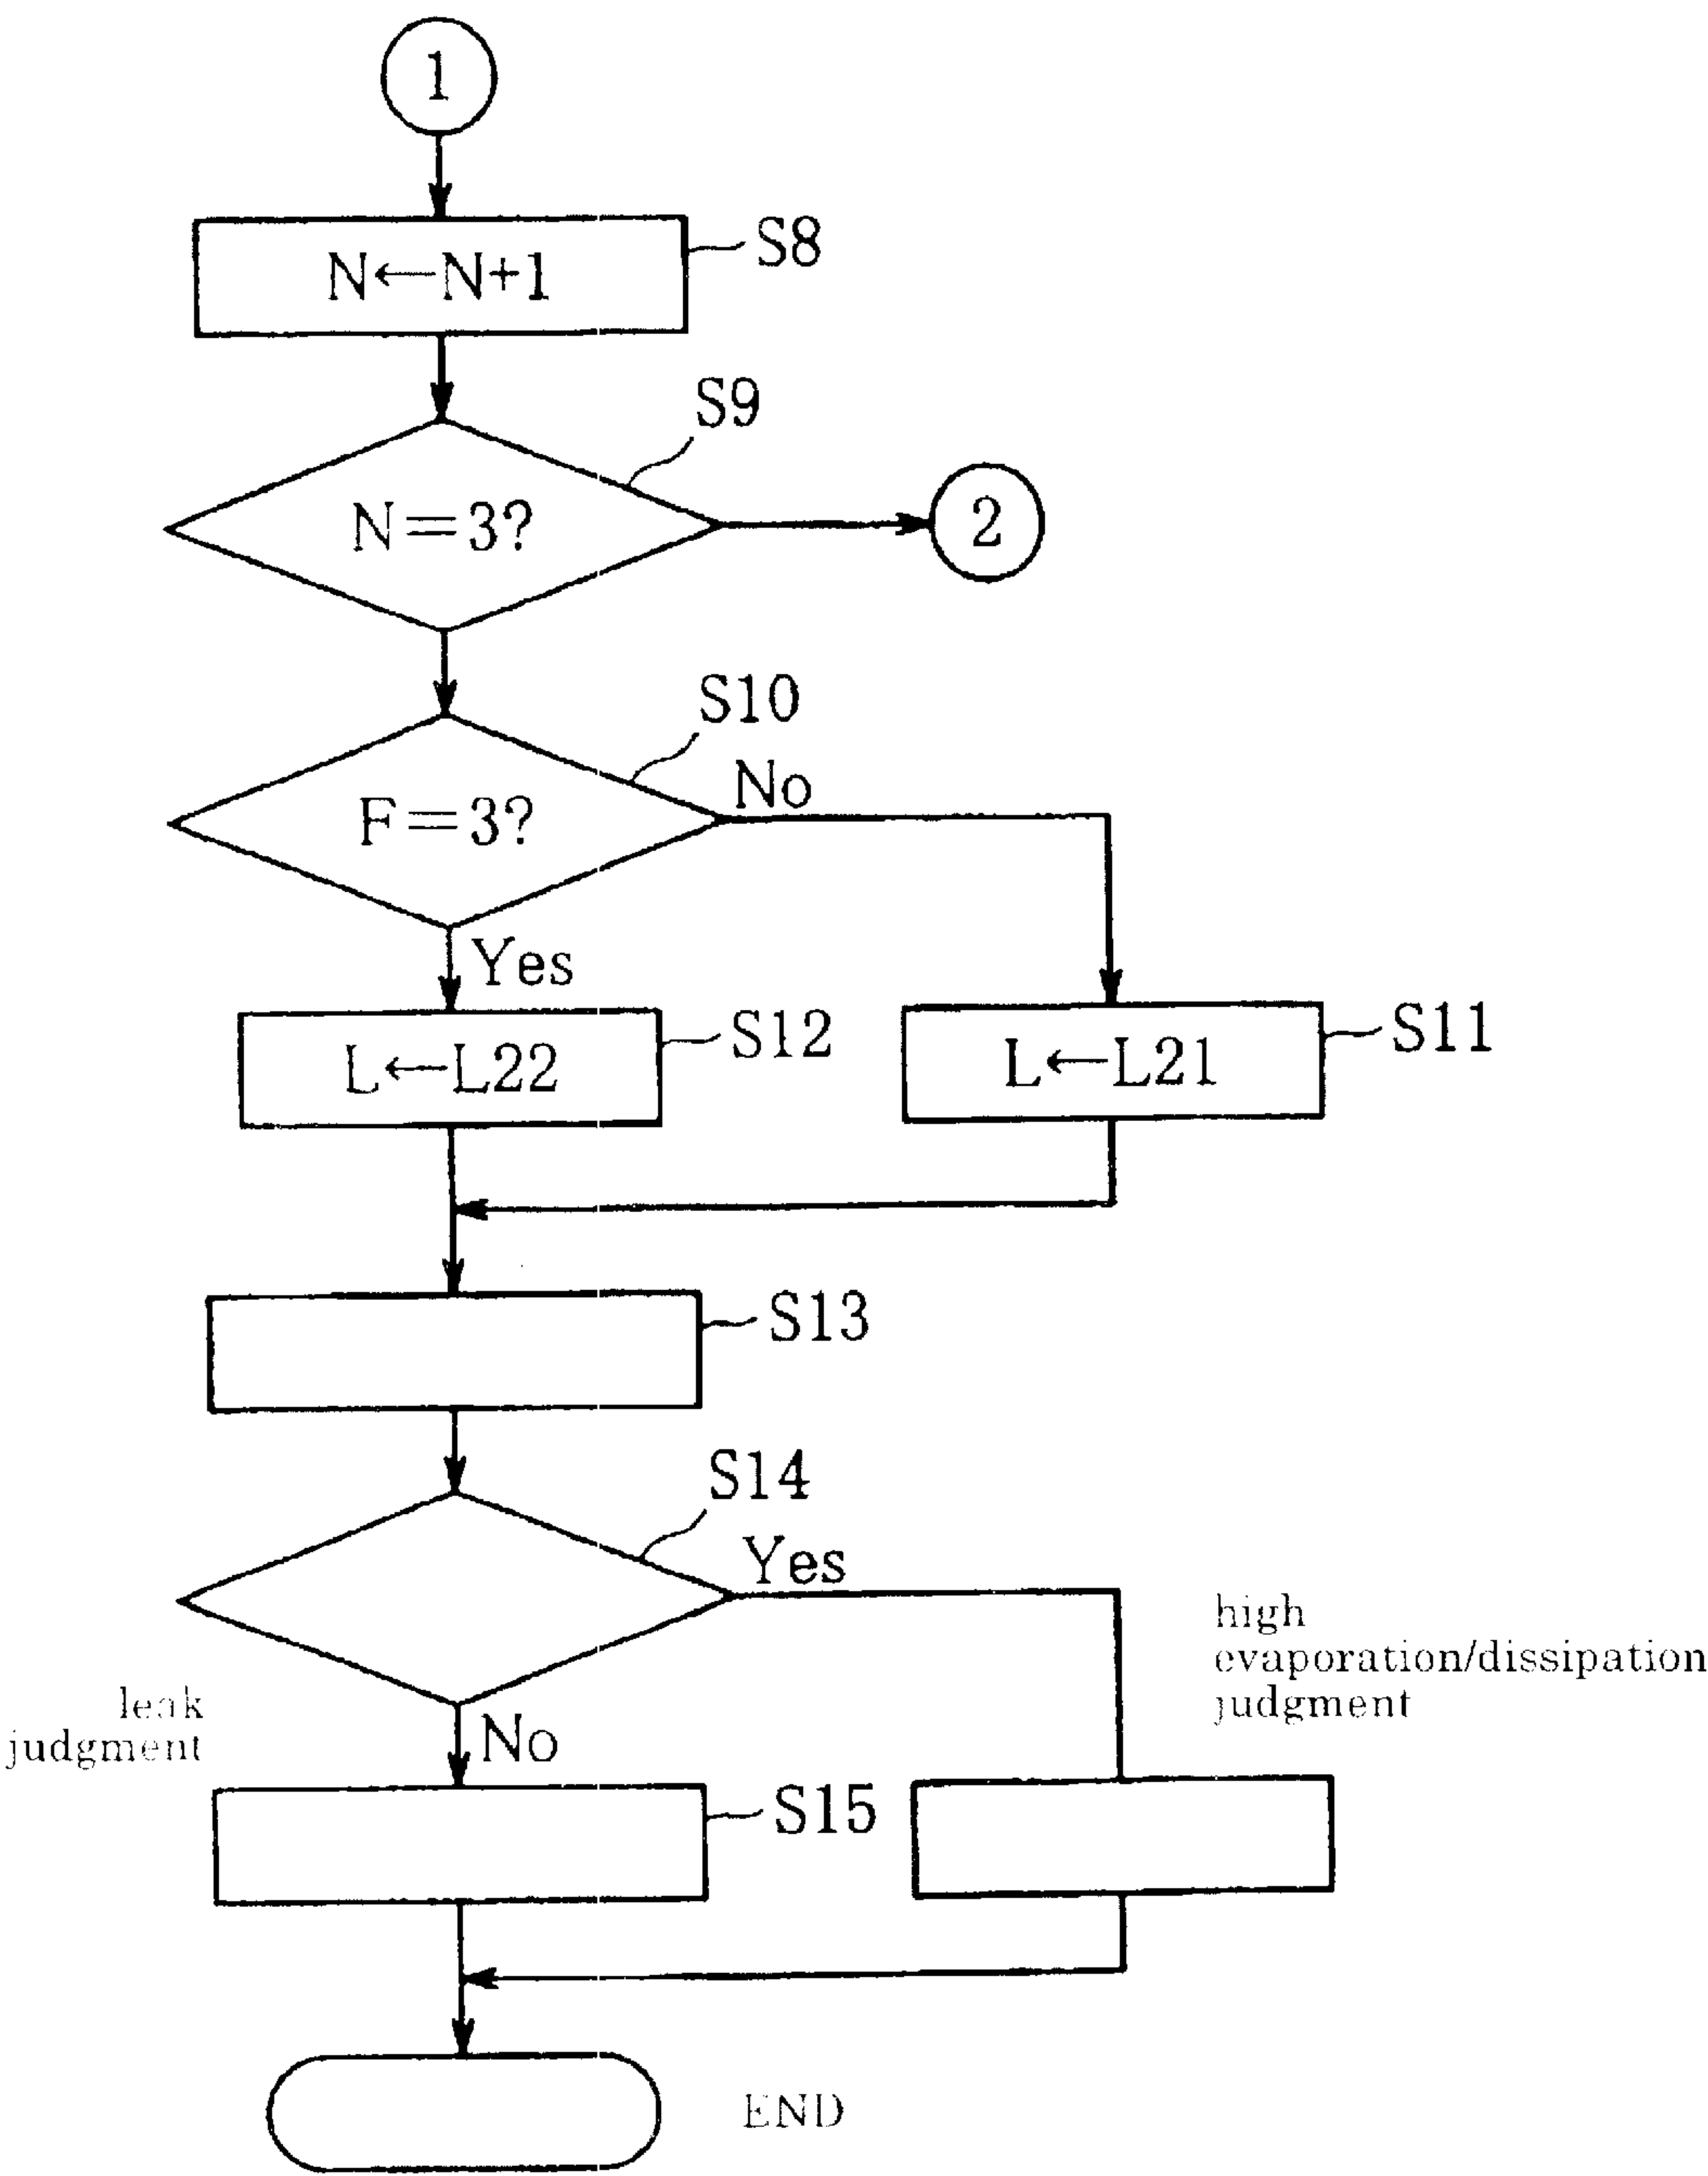 1
N←N+1
S8
S9
N=3?
2
S10
F=3?
No
Yes
L←L22
S12
L←L21
S11
S13
S14
Yes
high
evaporation/dissipation
judgment
leak
judgment
No
S15
END